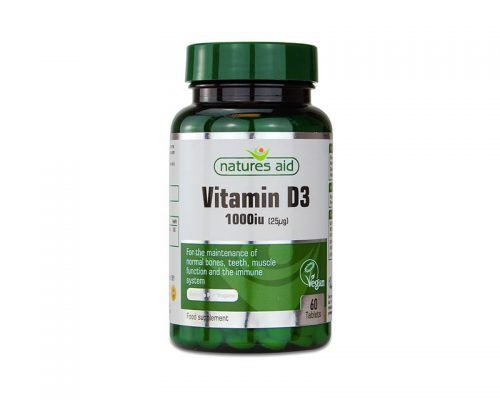 natures aid
Vitamin D3
1000iu (25µg)
For the maintenance of
normal bones, teeth, muscle
function and the immune
system
Food supplement
Vegan
60
Tablets